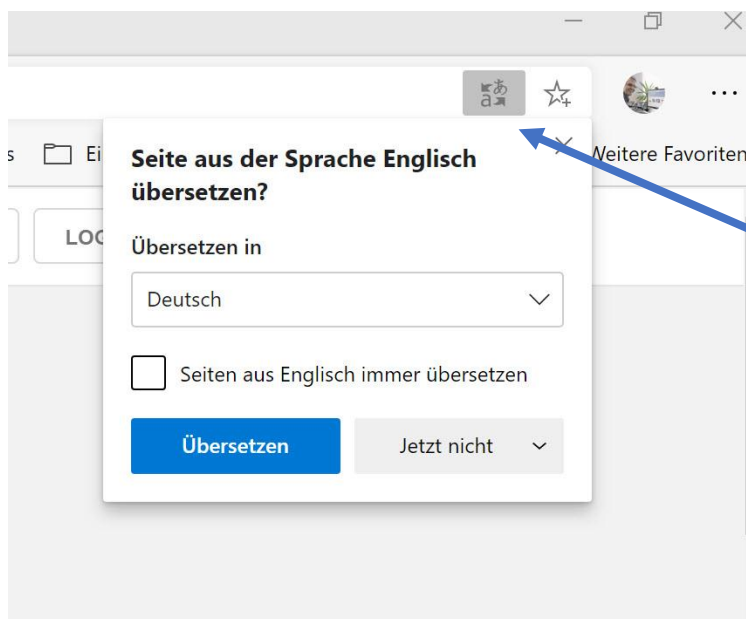 s Ei Weitere Favoriten
LOG
Seite aus der Sprache Englisch
übersetzen?
Übersetzen in
Deutsch
Seiten aus Englisch immer übersetzen
Übersetzen Jetzt nicht